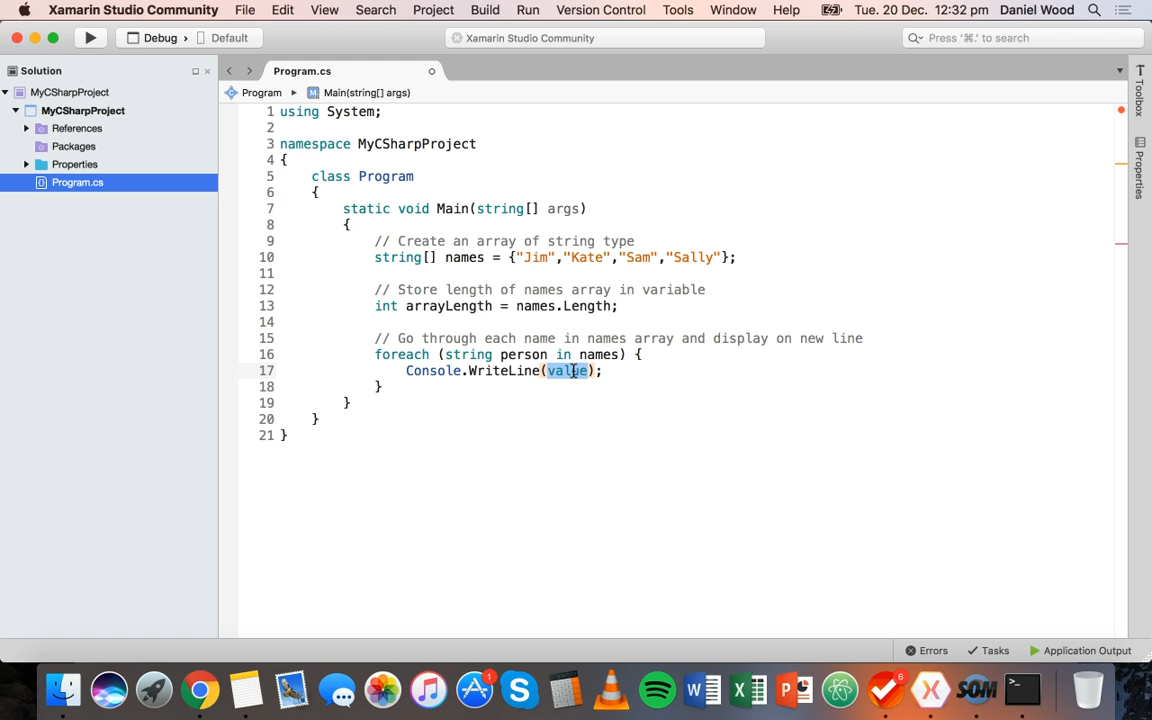 Xamarin Studio Community File Edit View Search Project Build Run Version Control Tools Window Help Tue. 20 Dec. 12:32 pm Daniel Wood
Debug › Default
Xamarin Studio Community
Press ‘⌘.’ to search
Solution
MyCSharpProject
MyCSharpProject
References
Packages
Properties
Program.cs
Program.cs
Program ▸ Main(string[] args)
1 using System;
2
3 namespace MyCSharpProject
4 {
5 class Program
6 {
7 static void Main(string[] args)
8 {
9 // Create an array of string type
10 string[] names = {"Jim","Kate","Sam","Sally"};
11
12 // Store length of names array in variable
13 int arrayLength = names.Length;
14
15 // Go through each name in names array and display on new line
16 foreach (string person in names) {
17 Console.WriteLine(value);
18 }
19 }
20 }
21 }
Toolbox
Properties
Errors Tasks Application Output
1
6
SOM